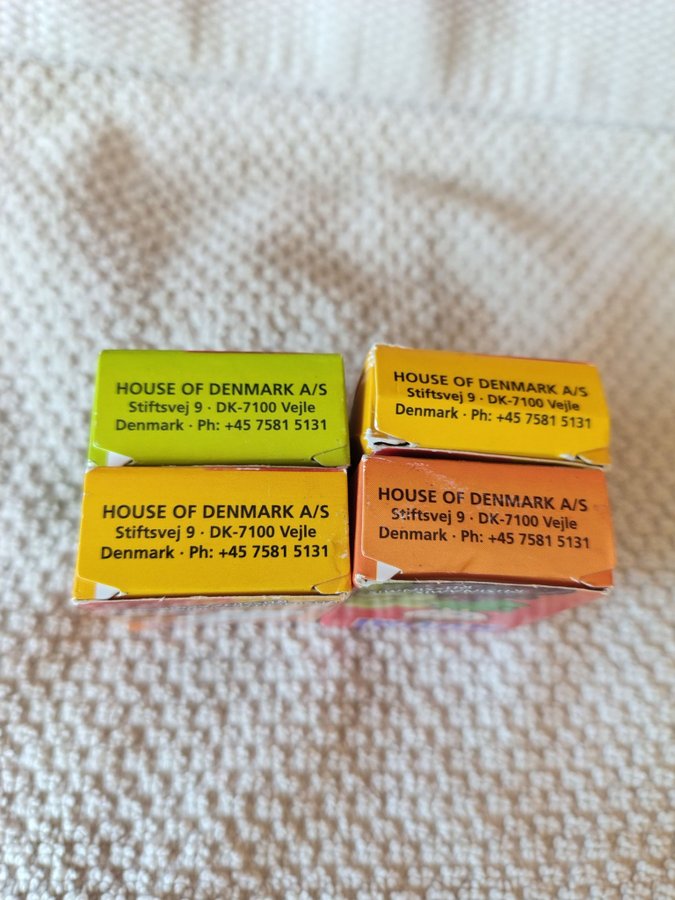 HOUSE OF DENMARK A/S
Stiftsvej 9 · DK-7100 Vejle
Denmark · Ph: +45 7581 5131
HOUSE OF DENMARK A/S
Stiftsvej 9 · DK-7100 Vejle
Denmark · Ph: +45 7581 5131
HOUSE OF DENMARK A/S
Stiftsvej 9 · DK-7100 Vejle
Denmark · Ph: +45 7581 5131
HOUSE OF DENMARK A/S
Stiftsvej 9 · DK-7100 Vejle
Denmark · Ph: +45 7581 5131